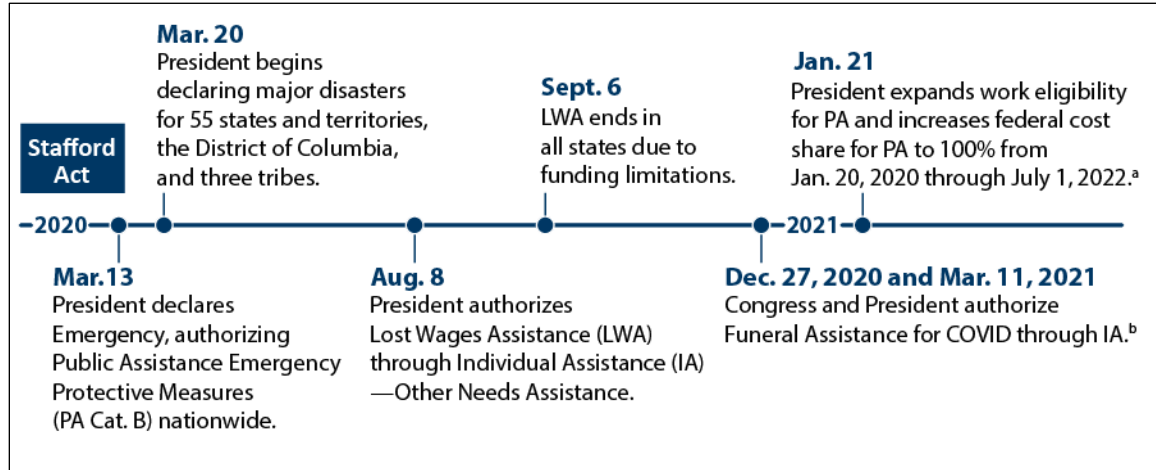 Mar. 20
President begins
declaring major disasters
for 55 states and territories,
the District of Columbia,
and three tribes.
Sept. 6
LWA ends in
all states due to
funding limitations.
Jan. 21
President expands work eligibility
for PA and increases federal cost
share for PA to 100% from
Jan. 20, 2020 through July 1, 2022.ᵃ
Stafford
Act
2020
2021
Mar.13
President declares
Emergency, authorizing
Public Assistance Emergency
Protective Measures
(PA Cat. B) nationwide.
Aug. 8
President authorizes
Lost Wages Assistance (LWA)
through Individual Assistance (IA)
—Other Needs Assistance.
Dec. 27, 2020 and Mar. 11, 2021
Congress and President authorize
Funeral Assistance for COVID through IA.ᵇ